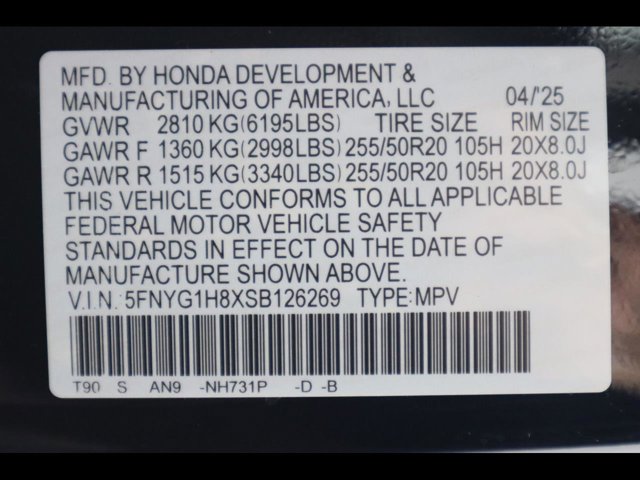 MFD. BY HONDA DEVELOPMENT &
MANUFACTURING OF AMERICA, LLC 04/'25
GVWR 2810 KG(6195LBS) TIRE SIZE RIM SIZE
GAWR F 1360 KG(2998LBS) 255/50R20 105H 20X8.0J
GAWR R 1515 KG(3340LBS) 255/50R20 105H 20X8.0J
THIS VEHICLE CONFORMS TO ALL APPLICABLE
FEDERAL MOTOR VEHICLE SAFETY
STANDARDS IN EFFECT ON THE DATE OF
MANUFACTURE SHOWN ABOVE.
V.I.N. 5FNYG1H8XSB126269 TYPE:MPV
T90 S AN9 -NH731P -D -B